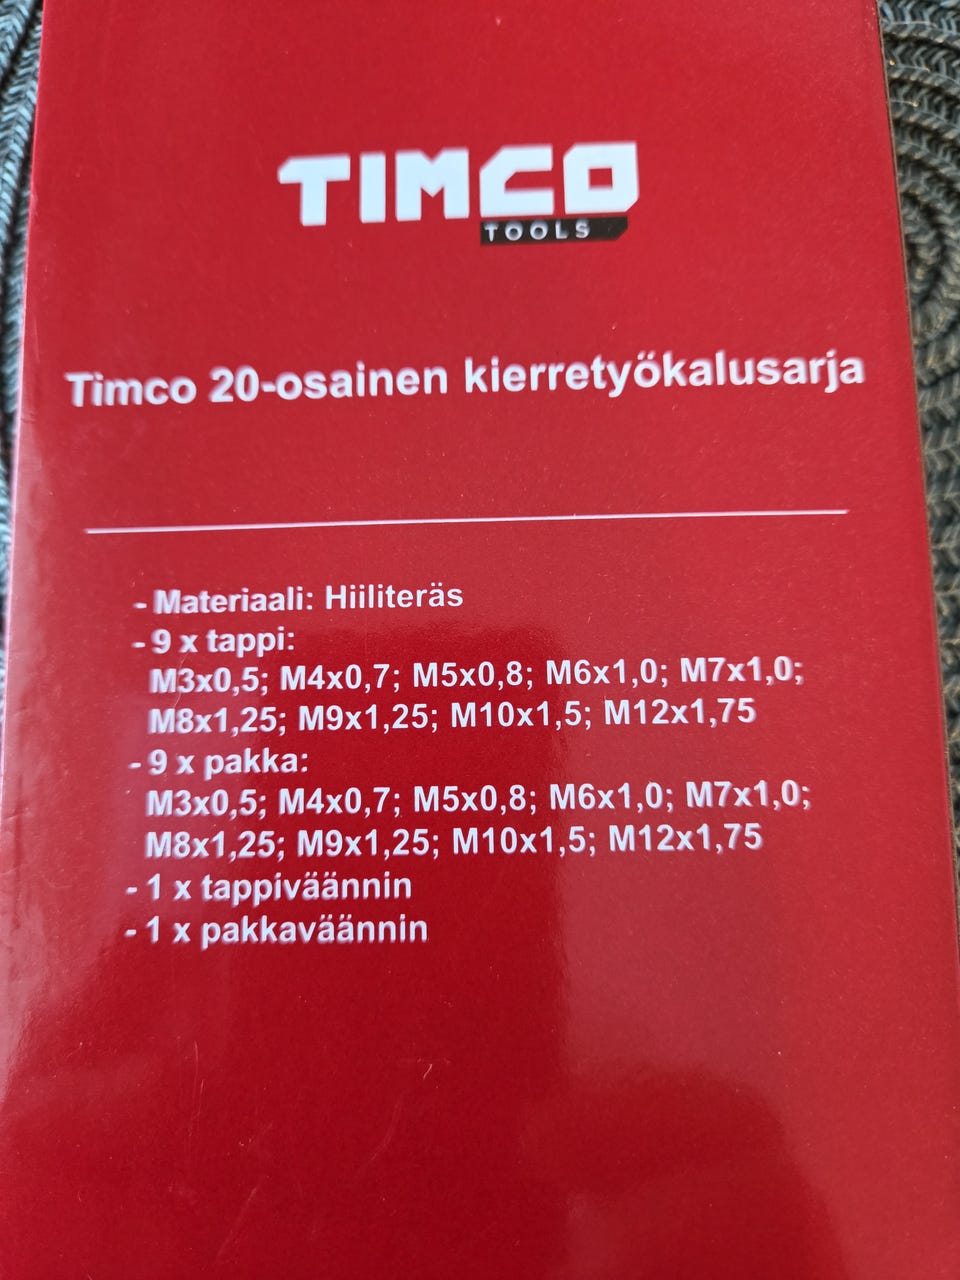 TIMCO
TOOLS
Timco 20-osainen kierretyökalusarja
- Materiaali: Hiiliteräs
- 9 x tappi:
M3x0,5; M4x0,7; M5x0,8; M6x1,0; M7x1,0;
M8x1,25; M9x1,25; M10x1,5; M12x1,75
- 9 x pakka:
M3x0,5; M4x0,7; M5x0,8; M6x1,0; M7x1,0;
M8x1,25; M9x1,25; M10x1,5; M12x1,75
- 1 x tappiväännin
- 1 x pakkaväännin